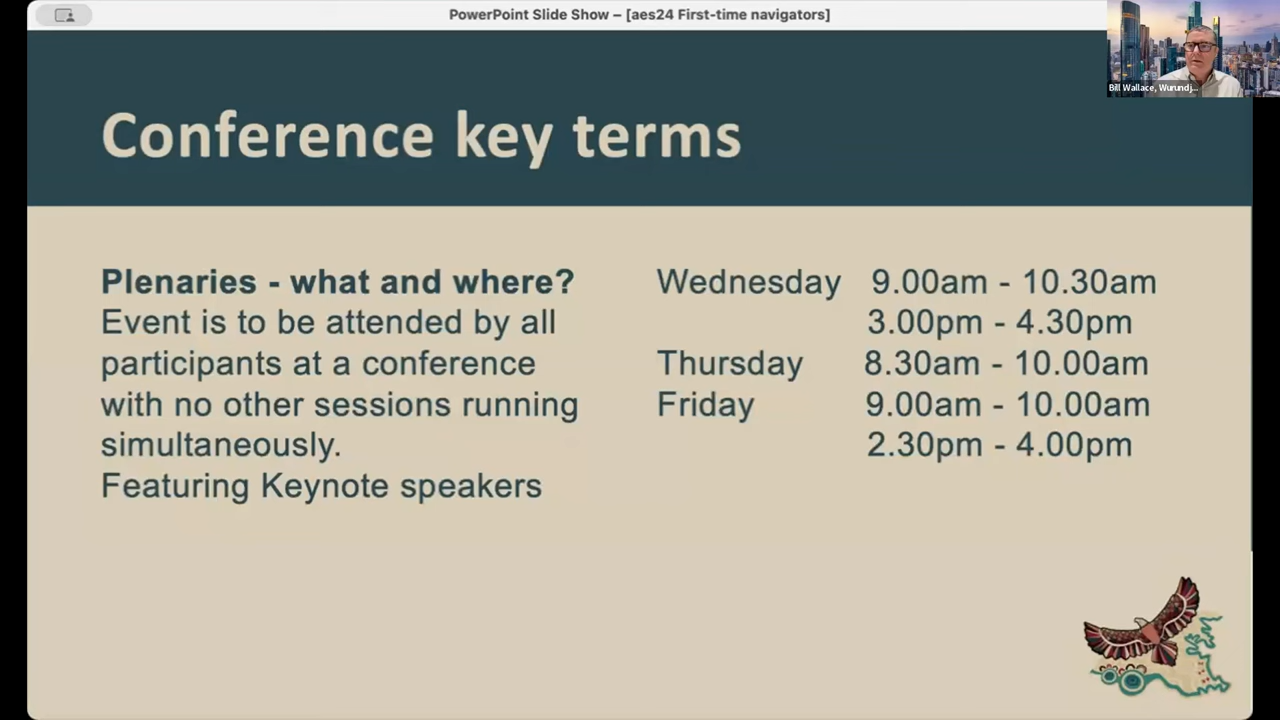 PowerPoint Slide Show – [aes24 First-time navigators]
Bill Wallace, Wurundj...
Conference key terms
Plenaries - what and where?
Event is to be attended by all
participants at a conference
with no other sessions running
simultaneously.
Featuring Keynote speakers
Wednesday 9.00am - 10.30am
3.00pm - 4.30pm
Thursday 8.30am - 10.00am
Friday 9.00am - 10.00am
2.30pm - 4.00pm